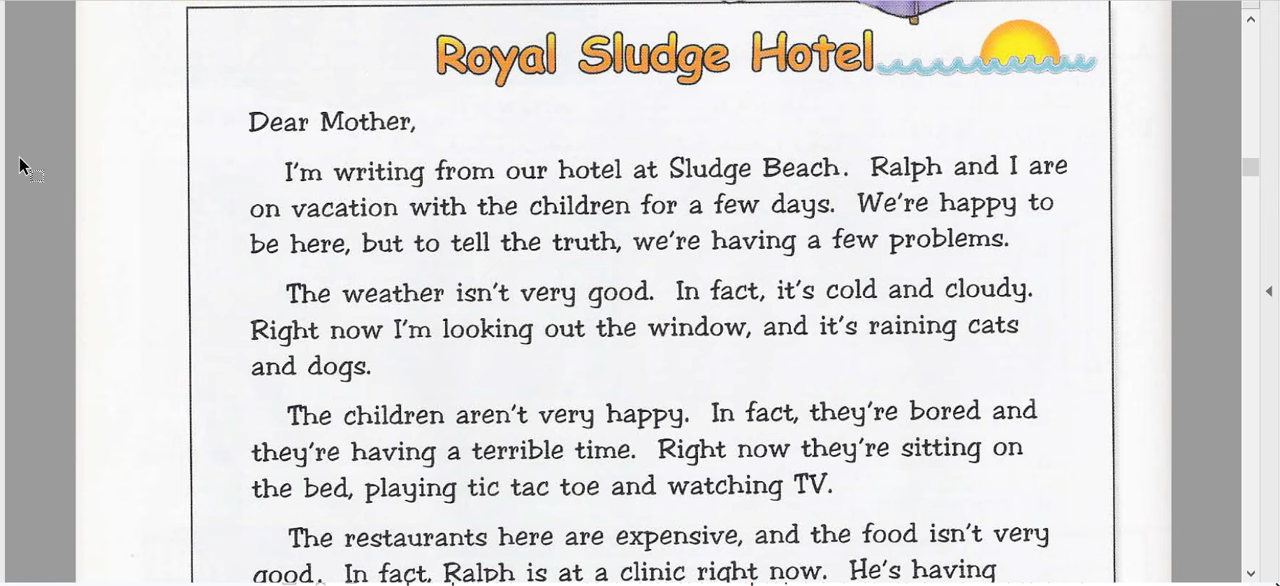 Royal Sludge Hotel
Dear Mother,
I'm writing from our hotel at Sludge Beach. Ralph and I are
on vacation with the children for a few days. We're happy to
be here, but to tell the truth, we're having a few problems.
The weather isn't very good. In fact, it's cold and cloudy.
Right now I'm looking out the window, and it's raining cats
and dogs.
The children aren't very happy. In fact, they're bored and
they're having a terrible time. Right now they're sitting on
the bed, playing tic tac toe and watching TV.
The restaurants here are expensive, and the food isn't very
good. In fact, Ralph is at a clinic right now. He's having